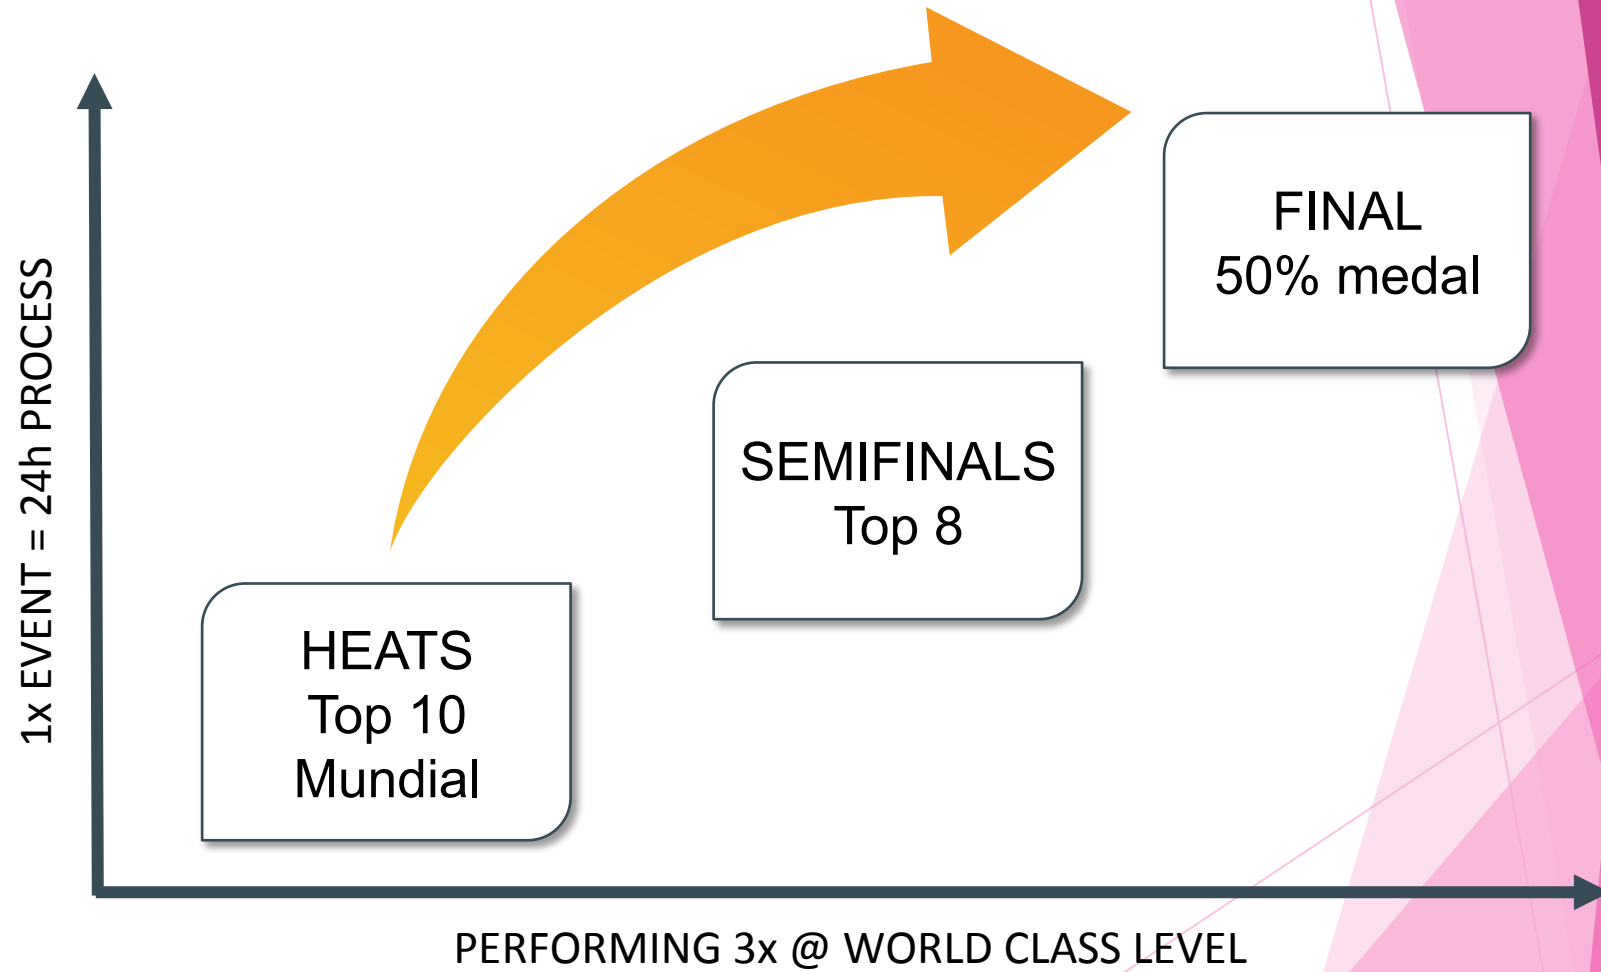 1x EVENT = 24h PROCESS
HEATS
Top 10
Mundial
SEMIFINALS
Top 8
FINAL
50% medal
PERFORMING 3x @ WORLD CLASS LEVEL